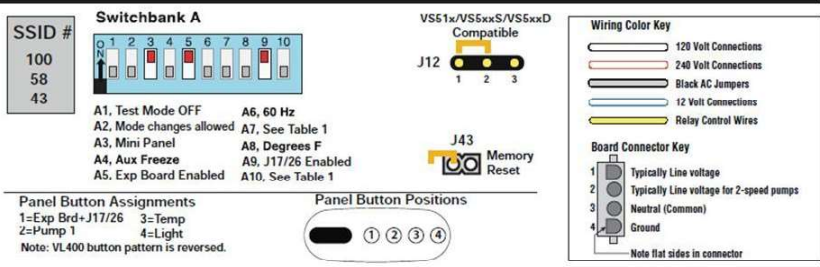 SSID #
100
58
43
Switchbank A
ON
1 2 3 4 5 6 7 8 9 10
A1, Test Mode OFF
A2, Mode changes allowed
A3, Mini Panel
A4, Aux Freeze
A5, Exp Board Enabled
A6, 60 Hz
A7, See Table 1
A8, Degrees F
A9, J17/26 Enabled
A10, See Table 1
VS51x/VS5xxS/VS5xxD
Compatible
J12
1 2 3
J43
Memory
Reset
Panel Button Assignments
1=Exp Brd+J17/26 3=Temp
2=Pump 1 4=Light
Note: VL400 button pattern is reversed.
Panel Button Positions
1 2 3 4
Wiring Color Key
120 Volt Connections
240 Volt Connections
Black AC Jumpers
12 Volt Connections
Relay Control Wires
Board Connector Key
1 Typically Line voltage
2 Typically Line voltage for 2-speed pumps
3 Neutral (Common)
4 Ground
Note flat sides in connector